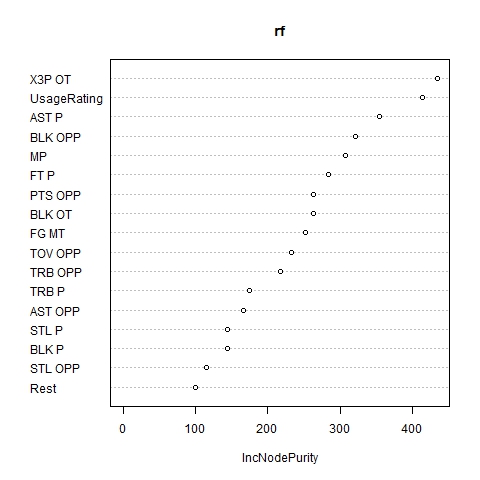 rf
X3P OT
UsageRating
AST P
BLK OPP
MP
FT P
PTS OPP
BLK OT
FG MT
TOV OPP
TRB OPP
TRB P
AST OPP
STL P
BLK P
STL OPP
Rest
0 100 200 300 400
IncNodePurity